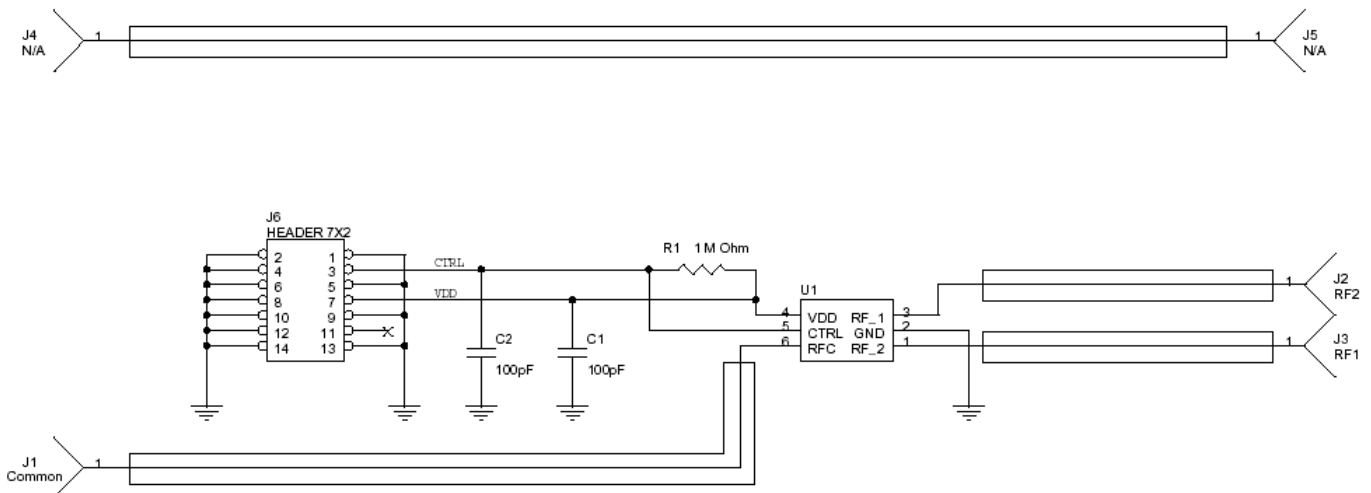 J4
N/A
1
1
J5
N/A
J6
HEADER 7X2
2 1
4 3
6 5
8 7
10 9
12 11
14 13
CTRL
VDD
R1 1M Ohm
C2
100pF
C1
100pF
U1
4 VDD RF_1 3
5 CTRL GND 2
6 RFC RF_2 1
1
J2
RF2
1
J3
RF1
J1
Common
1